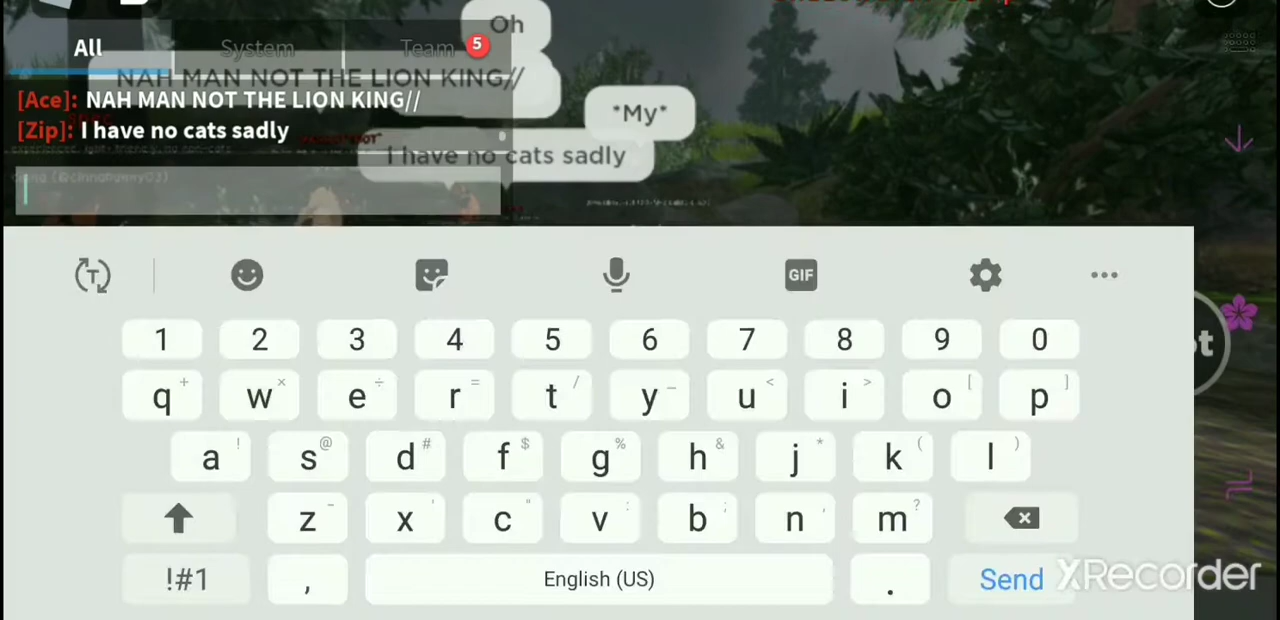 Oh
All System Team 5
NAH MAN NOT THE LION KING//
[Ace]: NAH MAN NOT THE LION KING//
*My*
[Zip]: I have no cats sadly
I have no cats sadly
T
GIF
1 2 3 4 5 6 7 8 9 0
q + w × e ÷ r = t / y _ u < i > o [ p ]
a ! s @ d # f $ g % h & j * k ( l )
z - x ' c " v : b ; n , m ?
!#1 , English (US) . Send
XRecorder